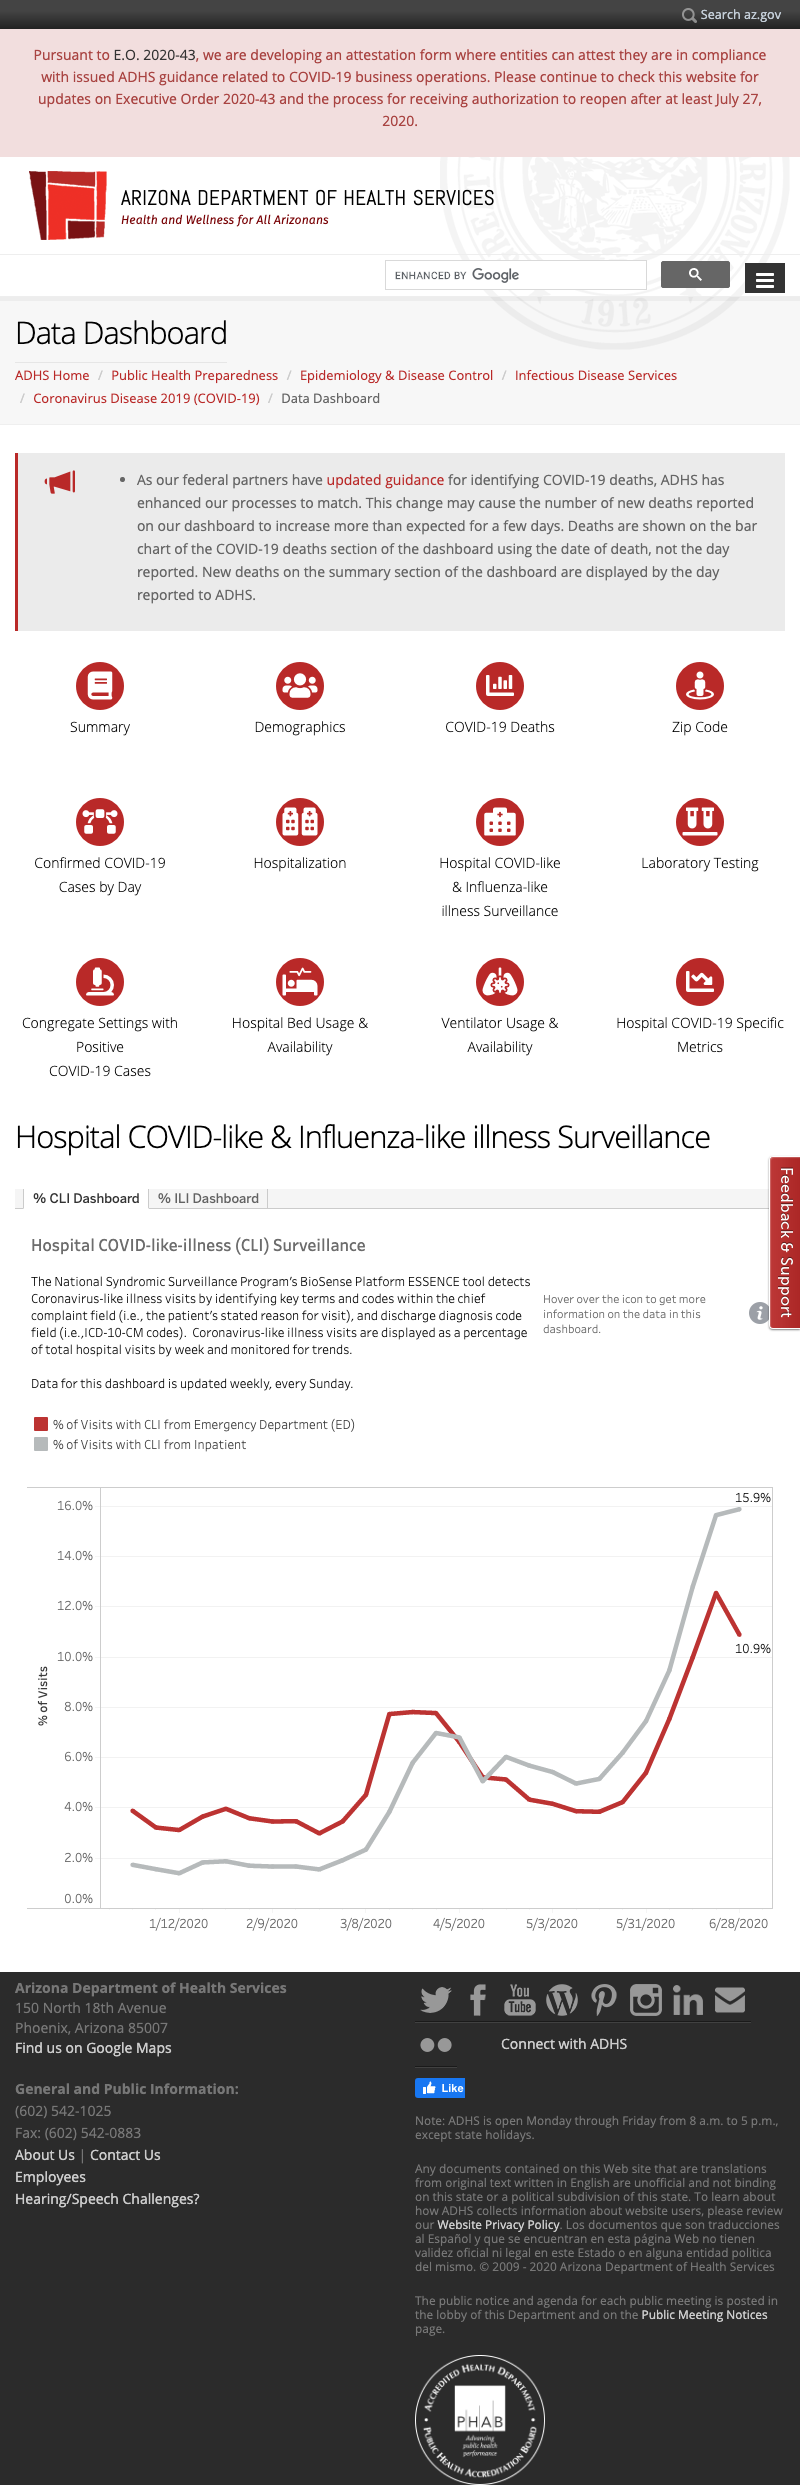 Search az.gov
Pursuant to E.O. 2020-43, we are developing an attestation form where entities can attest they are in compliance
with issued ADHS guidance related to COVID-19 business operations. Please continue to check this website for
updates on Executive Order 2020-43 and the process for receiving authorization to reopen after at least July 27,
2020.
ARIZONA DEPARTMENT OF HEALTH SERVICES
Health and Wellness for All Arizonans
ENHANCED BY Google
1912
Data Dashboard
ADHS Home / Public Health Preparedness / Epidemiology & Disease Control / Infectious Disease Services
/ Coronavirus Disease 2019 (COVID-19) / Data Dashboard
• As our federal partners have updated guidance for identifying COVID-19 deaths, ADHS has
enhanced our processes to match. This change may cause the number of new deaths reported
on our dashboard to increase more than expected for a few days. Deaths are shown on the bar
chart of the COVID-19 deaths section of the dashboard using the date of death, not the day
reported. New deaths on the summary section of the dashboard are displayed by the day
reported to ADHS.
Summary
Demographics
COVID-19 Deaths
Zip Code
Confirmed COVID-19
Cases by Day
Hospitalization
Hospital COVID-like
& Influenza-like
illness Surveillance
Laboratory Testing
Congregate Settings with
Positive
COVID-19 Cases
Hospital Bed Usage &
Availability
Ventilator Usage &
Availability
Hospital COVID-19 Specific
Metrics
Hospital COVID-like & Influenza-like illness Surveillance
Feedback & Support
% CLI Dashboard
% ILI Dashboard
Hospital COVID-like-illness (CLI) Surveillance
The National Syndromic Surveillance Program's BioSense Platform ESSENCE tool detects
Coronavirus-like illness visits by identifying key terms and codes within the chief
complaint field (i.e., the patient's stated reason for visit), and discharge diagnosis code
field (i.e.,ICD-10-CM codes). Coronavirus-like illness visits are displayed as a percentage
of total hospital visits by week and monitored for trends.
Data for this dashboard is updated weekly, every Sunday.
Hover over the icon to get more
information on the data in this
dashboard.
% of Visits with CLI from Emergency Department (ED)
% of Visits with CLI from Inpatient
% of Visits
16.0%
14.0%
12.0%
10.0%
8.0%
6.0%
4.0%
2.0%
0.0%
15.9%
10.9%
1/12/2020
2/9/2020
3/8/2020
4/5/2020
5/3/2020
5/31/2020
6/28/2020
Arizona Department of Health Services
150 North 18th Avenue
Phoenix, Arizona 85007
Find us on Google Maps
General and Public Information:
(602) 542-1025
Fax: (602) 542-0883
About Us | Contact Us
Employees
Hearing/Speech Challenges?
You
Tube
Connect with ADHS
Like
Note: ADHS is open Monday through Friday from 8 a.m. to 5 p.m.,
except state holidays.
Any documents contained on this Web site that are translations
from original text written in English are unofficial and not binding
on this state or a political subdivision of this state. To learn about
how ADHS collects information about website users, please review
our Website Privacy Policy. Los documentos que son traducciones
al Español y que se encuentran en esta página Web no tienen
validez oficial ni legal en este Estado o en alguna entidad politica
del mismo. © 2009 - 2020 Arizona Department of Health Services
The public notice and agenda for each public meeting is posted in
the lobby of this Department and on the Public Meeting Notices
page.
ACCREDITED HEALTH DEPARTMENT
PHAB
Advancing
public health
performance
PUBLIC HEALTH ACCREDITATION BOARD